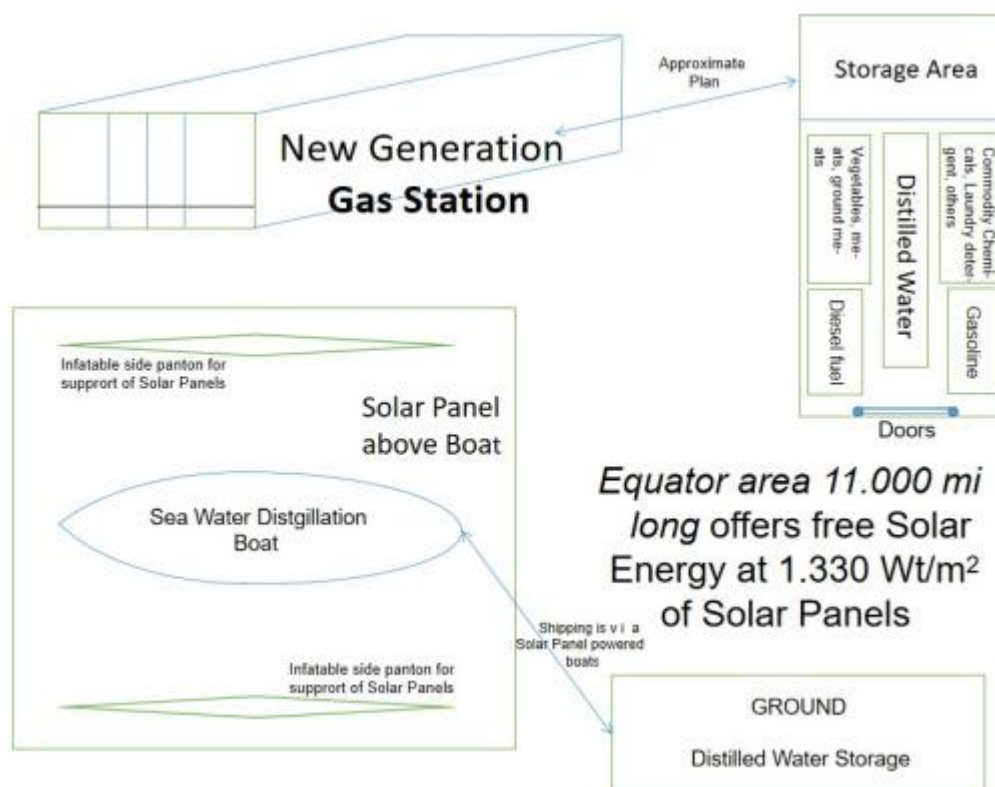 New Generation
Gas Station
Approximate
Plan
Storage Area
Vegetables, me-
ats, ground me-
ats
Distilled Water
Commodity Chemi-
cals, Laundry deter-
gent, others
Diesel fuel
Gasoline
Doors
Infatable side panton for
supprort of Solar Panels
Solar Panel
above Boat
Sea Water Distgillation
Boat
Infatable side panton for
supprort of Solar Panels
Equator area 11.000 mi
long offers free Solar
Energy at 1.330 Wt/m²
of Solar Panels
Shipping is v i a
Solar Panel powered
boats
GROUND
Distilled Water Storage